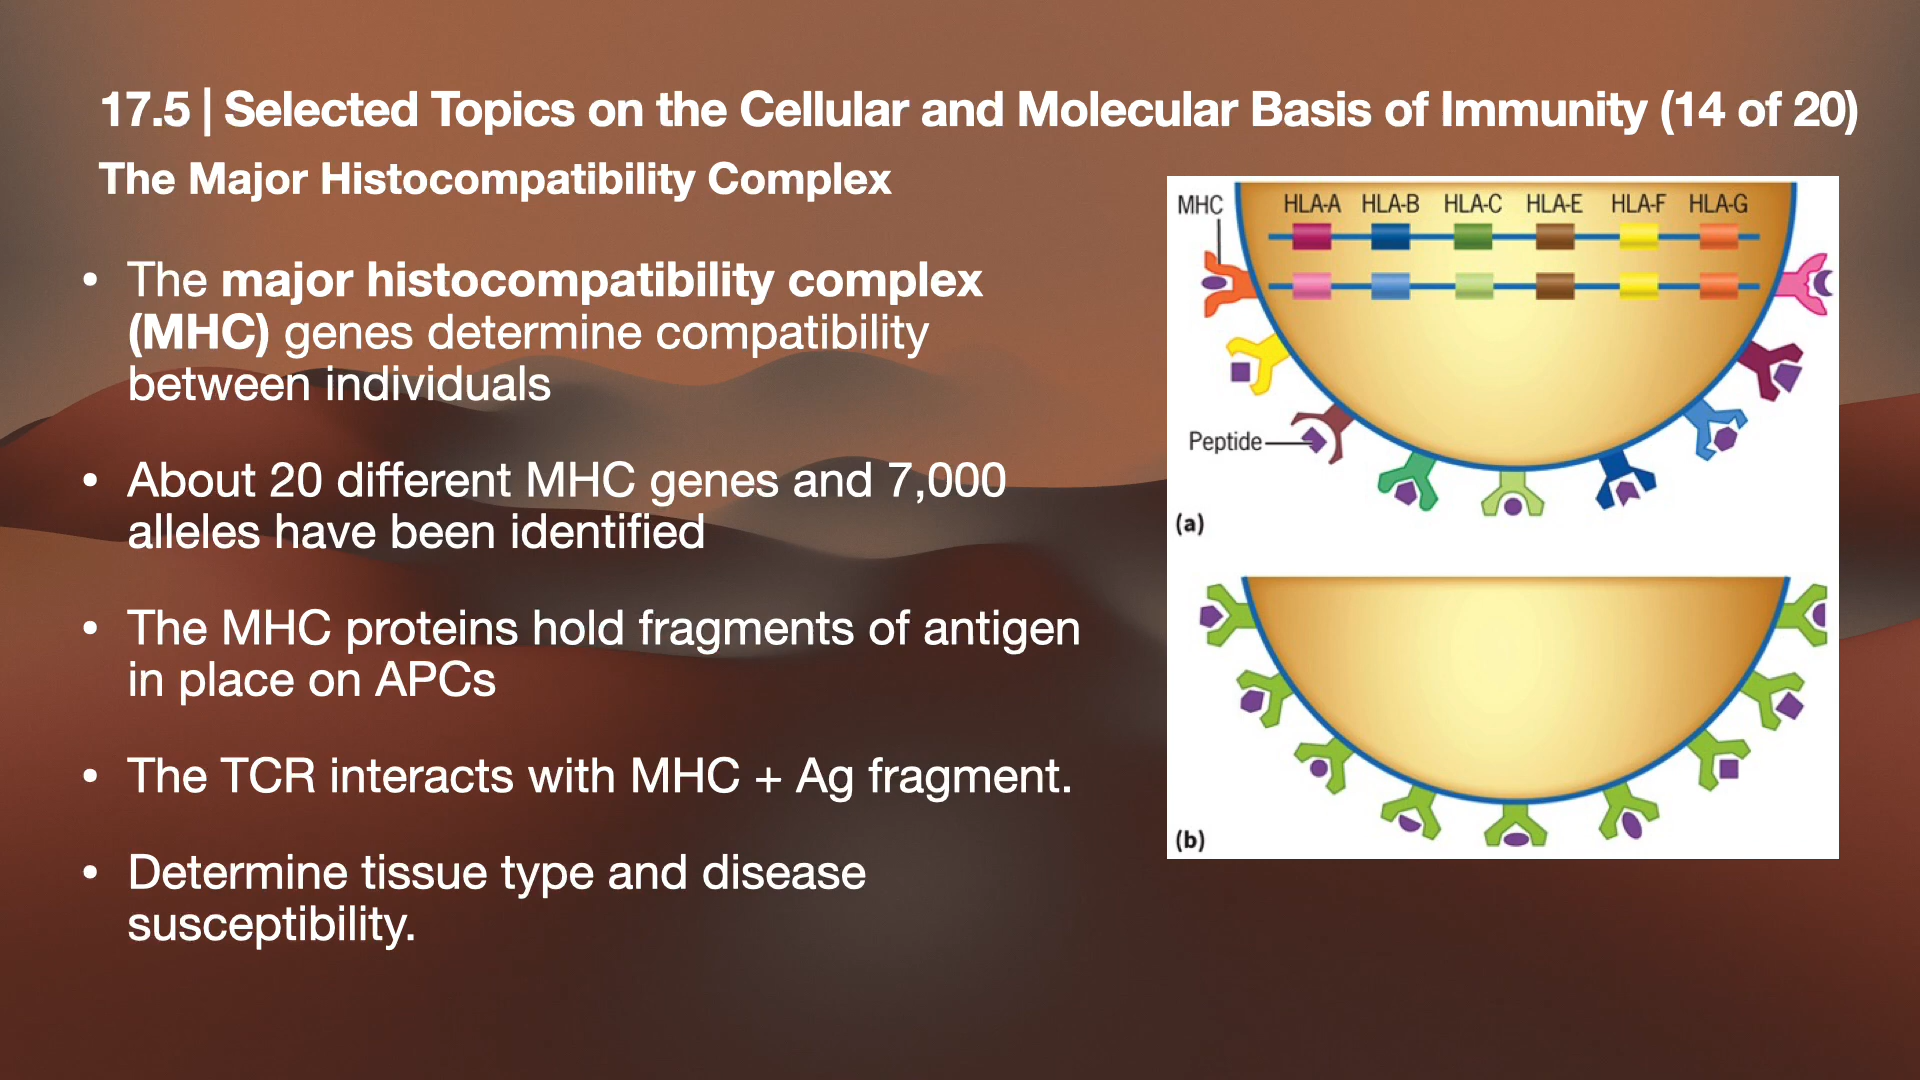 17.5 | Selected Topics on the Cellular and Molecular Basis of Immunity (14 of 20)
The Major Histocompatibility Complex
• The major histocompatibility complex
(MHC) genes determine compatibility
between individuals
• About 20 different MHC genes and 7,000
alleles have been identified
• The MHC proteins hold fragments of antigen
in place on APCs
• The TCR interacts with MHC + Ag fragment.
• Determine tissue type and disease
susceptibility.
MHC HLA-A HLA-B HLA-C HLA-E HLA-F HLA-G
Peptide
(a)
(b)